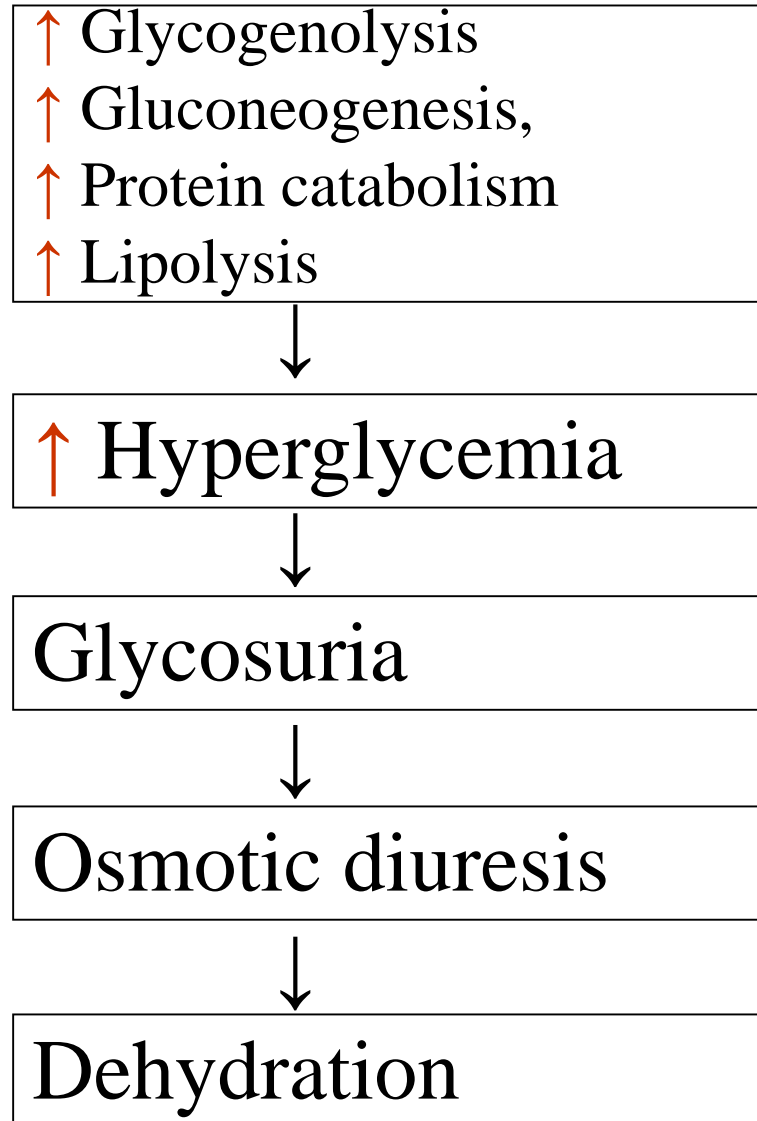 ↑ Glycogenolysis
↑ Gluconeogenesis,
↑ Protein catabolism
↑ Lipolysis
↑ Hyperglycemia
Glycosuria
Osmotic diuresis
Dehydration